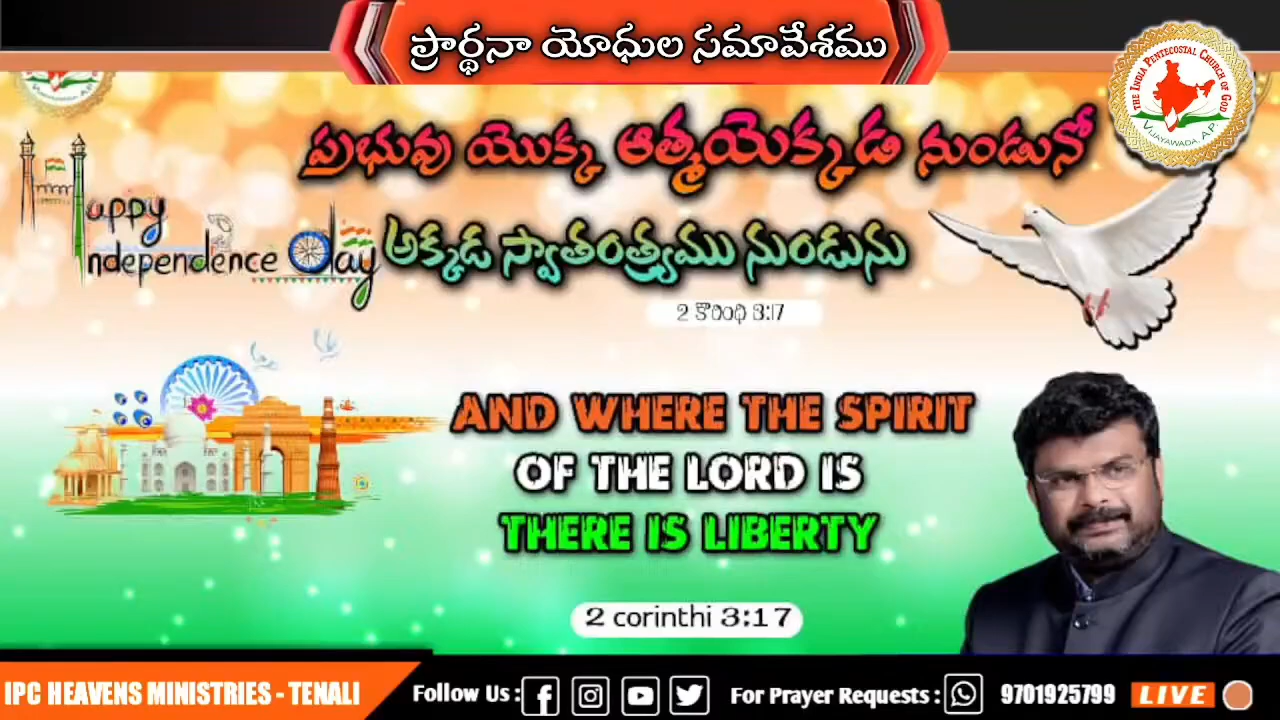 ప్రార్థనా యోధుల సమావేశము
THE INDIA PENTECOSTAL CHURCH OF GOD
VIJAYAWADA, A.P.
VIJAYAWADA, A.P.
ప్రభువు యొక్క ఆత్మయెక్కడ నుండునో
అక్కడ స్వాతంత్ర్యము నుండును
Happy
Independence Day
2 కొరింథి 3:17
AND WHERE THE SPIRIT
OF THE LORD IS
THERE IS LIBERTY
2 corinthi 3:17
IPC HEAVENS MINISTRIES - TENALI
Follow Us :
For Prayer Requests :
9701925799
LIVE